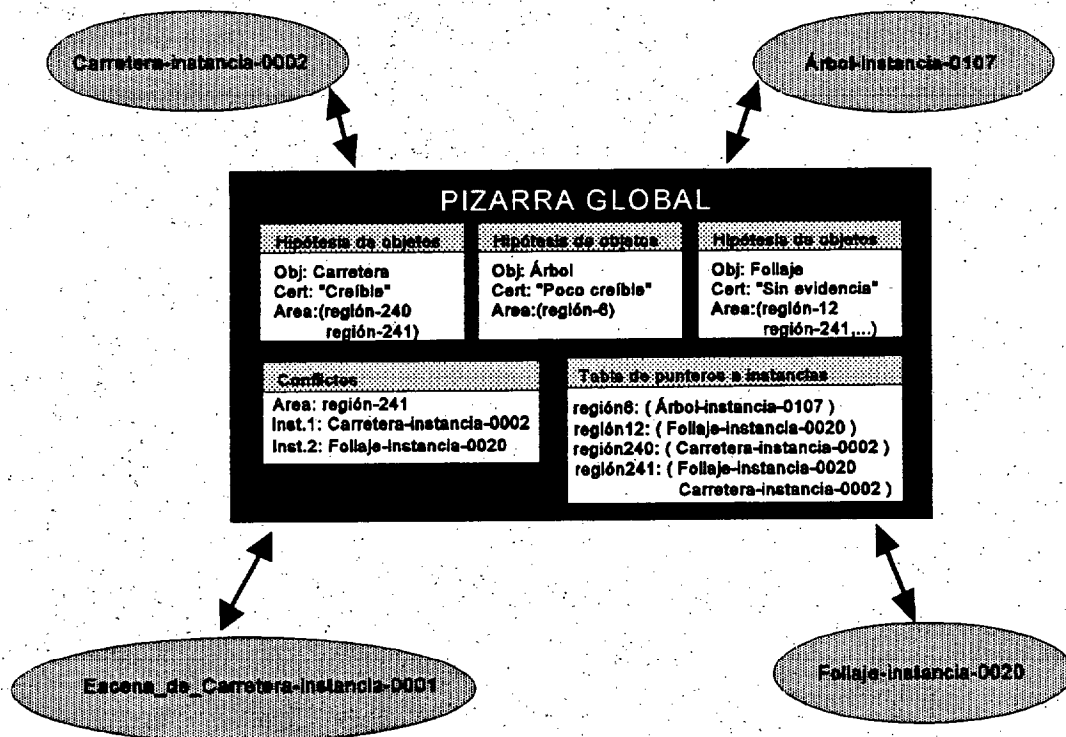 Carretera-instancia-0002
Árbol-instancia-0107
PIZARRA GLOBAL
Hipótesis de objetos
Obj: Carretera
Cert: "Creíble"
Area:(región-240
región-241)
Hipótesis de objetos
Obj: Árbol
Cert: "Poco creíble"
Area:(región-6)
Hipótesis de objetos
Obj: Follaje
Cert: "Sin evidencia"
Area:(región-12
región-241,...)
Conflictos
Area: región-241
Inst.1: Carretera-instancia-0002
Inst.2: Follaje-instancia-0020
Tabla de punteros a instancias
región6: ( Árbol-instancia-0107 )
región12: ( Follaje-instancia-0020 )
región240: ( Carretera-instancia-0002 )
región241: ( Follaje-instancia-0020
Carretera-instancia-0002 )
Escena_de_Carretera-instancia-0001
Follaje-instancia-0020